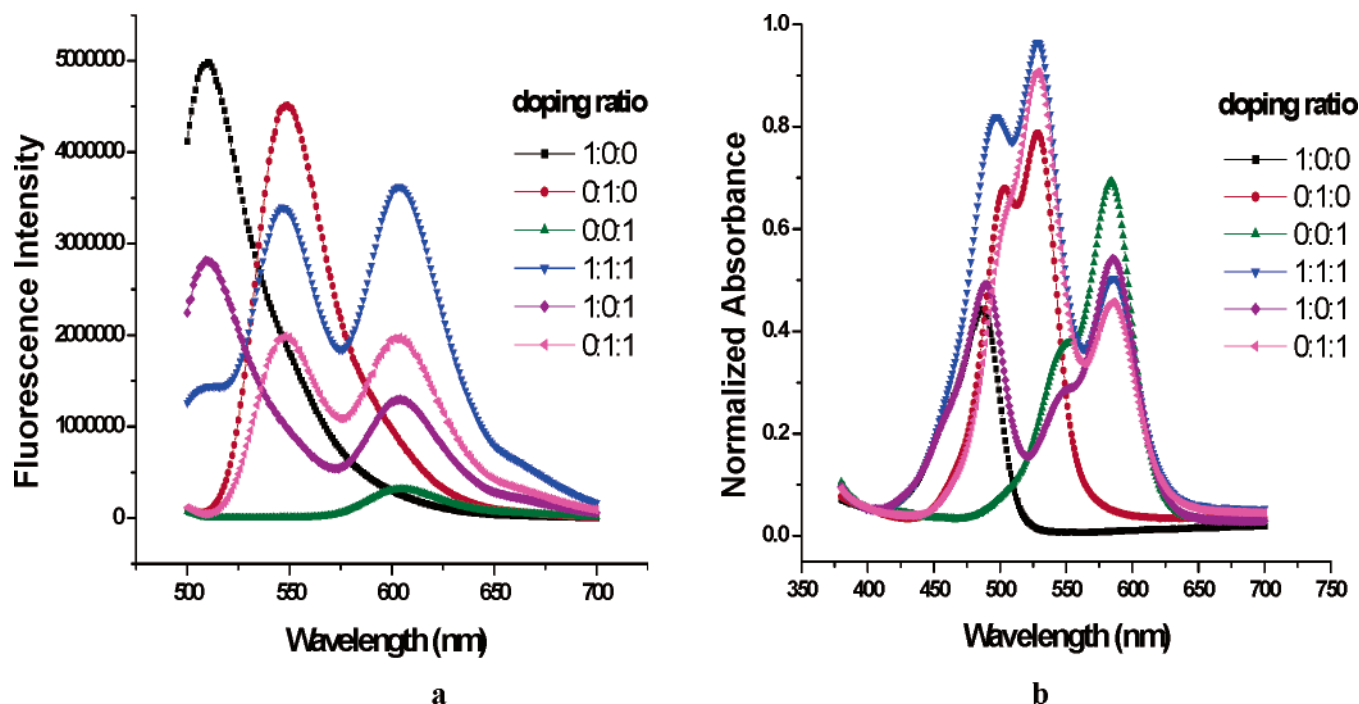 Fluorescence Intensity
5000000
4000000
3000000
2000000
1000000
0
500 550 600 650 700
Wavelength (nm)
doping ratio
1:0:0
0:1:0
0:0:1
1:1:1
1:0:1
0:1:1
a
Normalized Absorbance
1.0
0.8
0.6
0.4
0.2
0.0
350 400 450 500 550 600 650 700 750
Wavelength (nm)
doping ratio
1:0:0
0:1:0
0:0:1
1:1:1
1:0:1
0:1:1
b